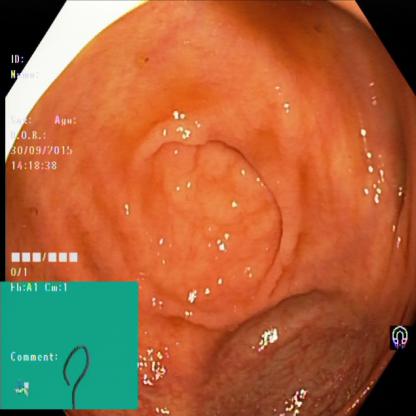 ID:
Name:
Sex: Age:
D.O.B.:
30/09/2015
14:18:38
■■■/■■■
0/1
Eh:A1 Cm:1
Comment: